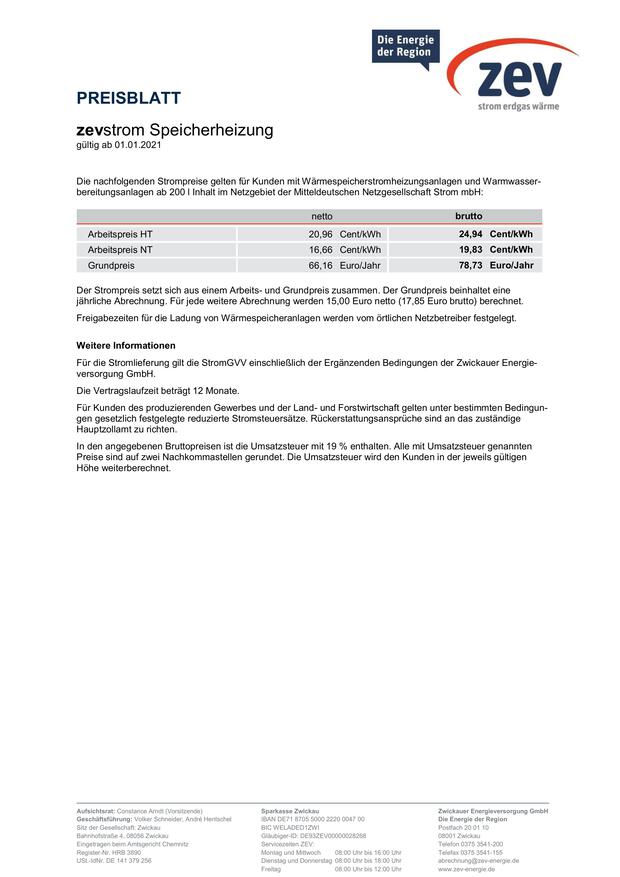 Die Energie
der Region
zev
strom erdgas wärme
PREISBLATT
zevstrom Speicherheizung
gültig ab 01.01.2021
Die nachfolgenden Strompreise gelten für Kunden mit Wärmespeicherstromheizungsanlagen und Warmwasser-
bereitungsanlagen ab 200 l Inhalt im Netzgebiet der Mitteldeutschen Netzgesellschaft Strom mbH:
netto brutto
Arbeitspreis HT 20,96 Cent/kWh 24,94 Cent/kWh
Arbeitspreis NT 16,66 Cent/kWh 19,83 Cent/kWh
Grundpreis 66,16 Euro/Jahr 78,73 Euro/Jahr
Der Strompreis setzt sich aus einem Arbeits- und Grundpreis zusammen. Der Grundpreis beinhaltet eine
jährliche Abrechnung. Für jede weitere Abrechnung werden 15,00 Euro netto (17,85 Euro brutto) berechnet.
Freigabezeiten für die Ladung von Wärmespeicheranlagen werden vom örtlichen Netzbetreiber festgelegt.
Weitere Informationen
Für die Stromlieferung gilt die StromGVV einschließlich der Ergänzenden Bedingungen der Zwickauer Energie-
versorgung GmbH.
Die Vertragslaufzeit beträgt 12 Monate.
Für Kunden des produzierenden Gewerbes und der Land- und Forstwirtschaft gelten unter bestimmten Bedingun-
gen gesetzlich festgelegte reduzierte Stromsteuersätze. Rückerstattungsansprüche sind an das zuständige
Hauptzollamt zu richten.
In den angegebenen Bruttopreisen ist die Umsatzsteuer mit 19 % enthalten. Alle mit Umsatzsteuer genannten
Preise sind auf zwei Nachkommastellen gerundet. Die Umsatzsteuer wird den Kunden in der jeweils gültigen
Höhe weiterberechnet.
Aufsichtsrat: Constance Arndt (Vorsitzende)
Geschäftsführung: Volker Schneider, André Hentschel
Sitz der Gesellschaft: Zwickau
Bahnhofstraße 4, 08056 Zwickau
Eingetragen beim Amtsgericht Chemnitz
Register-Nr. HRB 3890
USt.-IdNr. DE 141 379 256
Sparkasse Zwickau
IBAN DE71 8705 5000 2220 0047 00
BIC WELADED1ZWI
Gläubiger-ID: DE93ZEV00000028268
Servicezeiten ZEV:
Montag und Mittwoch 08:00 Uhr bis 16:00 Uhr
Dienstag und Donnerstag 08:00 Uhr bis 18:00 Uhr
Freitag 08:00 Uhr bis 12:00 Uhr
Zwickauer Energieversorgung GmbH
Die Energie der Region
Postfach 20 01 10
08001 Zwickau
Telefon 0375 3541-200
Telefax 0375 3541-155
abrechnung@zev-energie.de
www.zev-energie.de